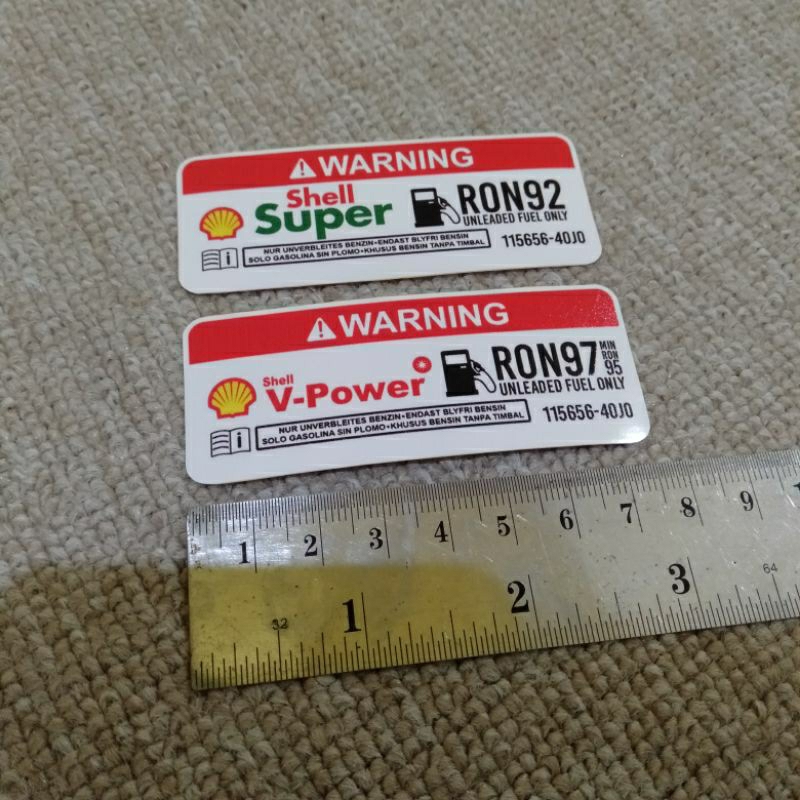 WARNING
Shell
Super
RON92
UNLEADED FUEL ONLY
NUR UNVERBLEITES BENZIN•ENDAST BLYFRI BENSIN
SOLO GASOLINA SIN PLOMO•KHUSUS BENSIN TANPA TIMBAL
i
115656-40J0
WARNING
Shell
V-Power
RON97
MIN
RON
95
UNLEADED FUEL ONLY
NUR UNVERBLEITES BENZIN•ENDAST BLYFRI BENSIN
SOLO GASOLINA SIN PLOMO•KHUSUS BENSIN TANPA TIMBAL
i
115656-40J0
1 2 3 4 5 6 7 8 9
32 1 2 3 64